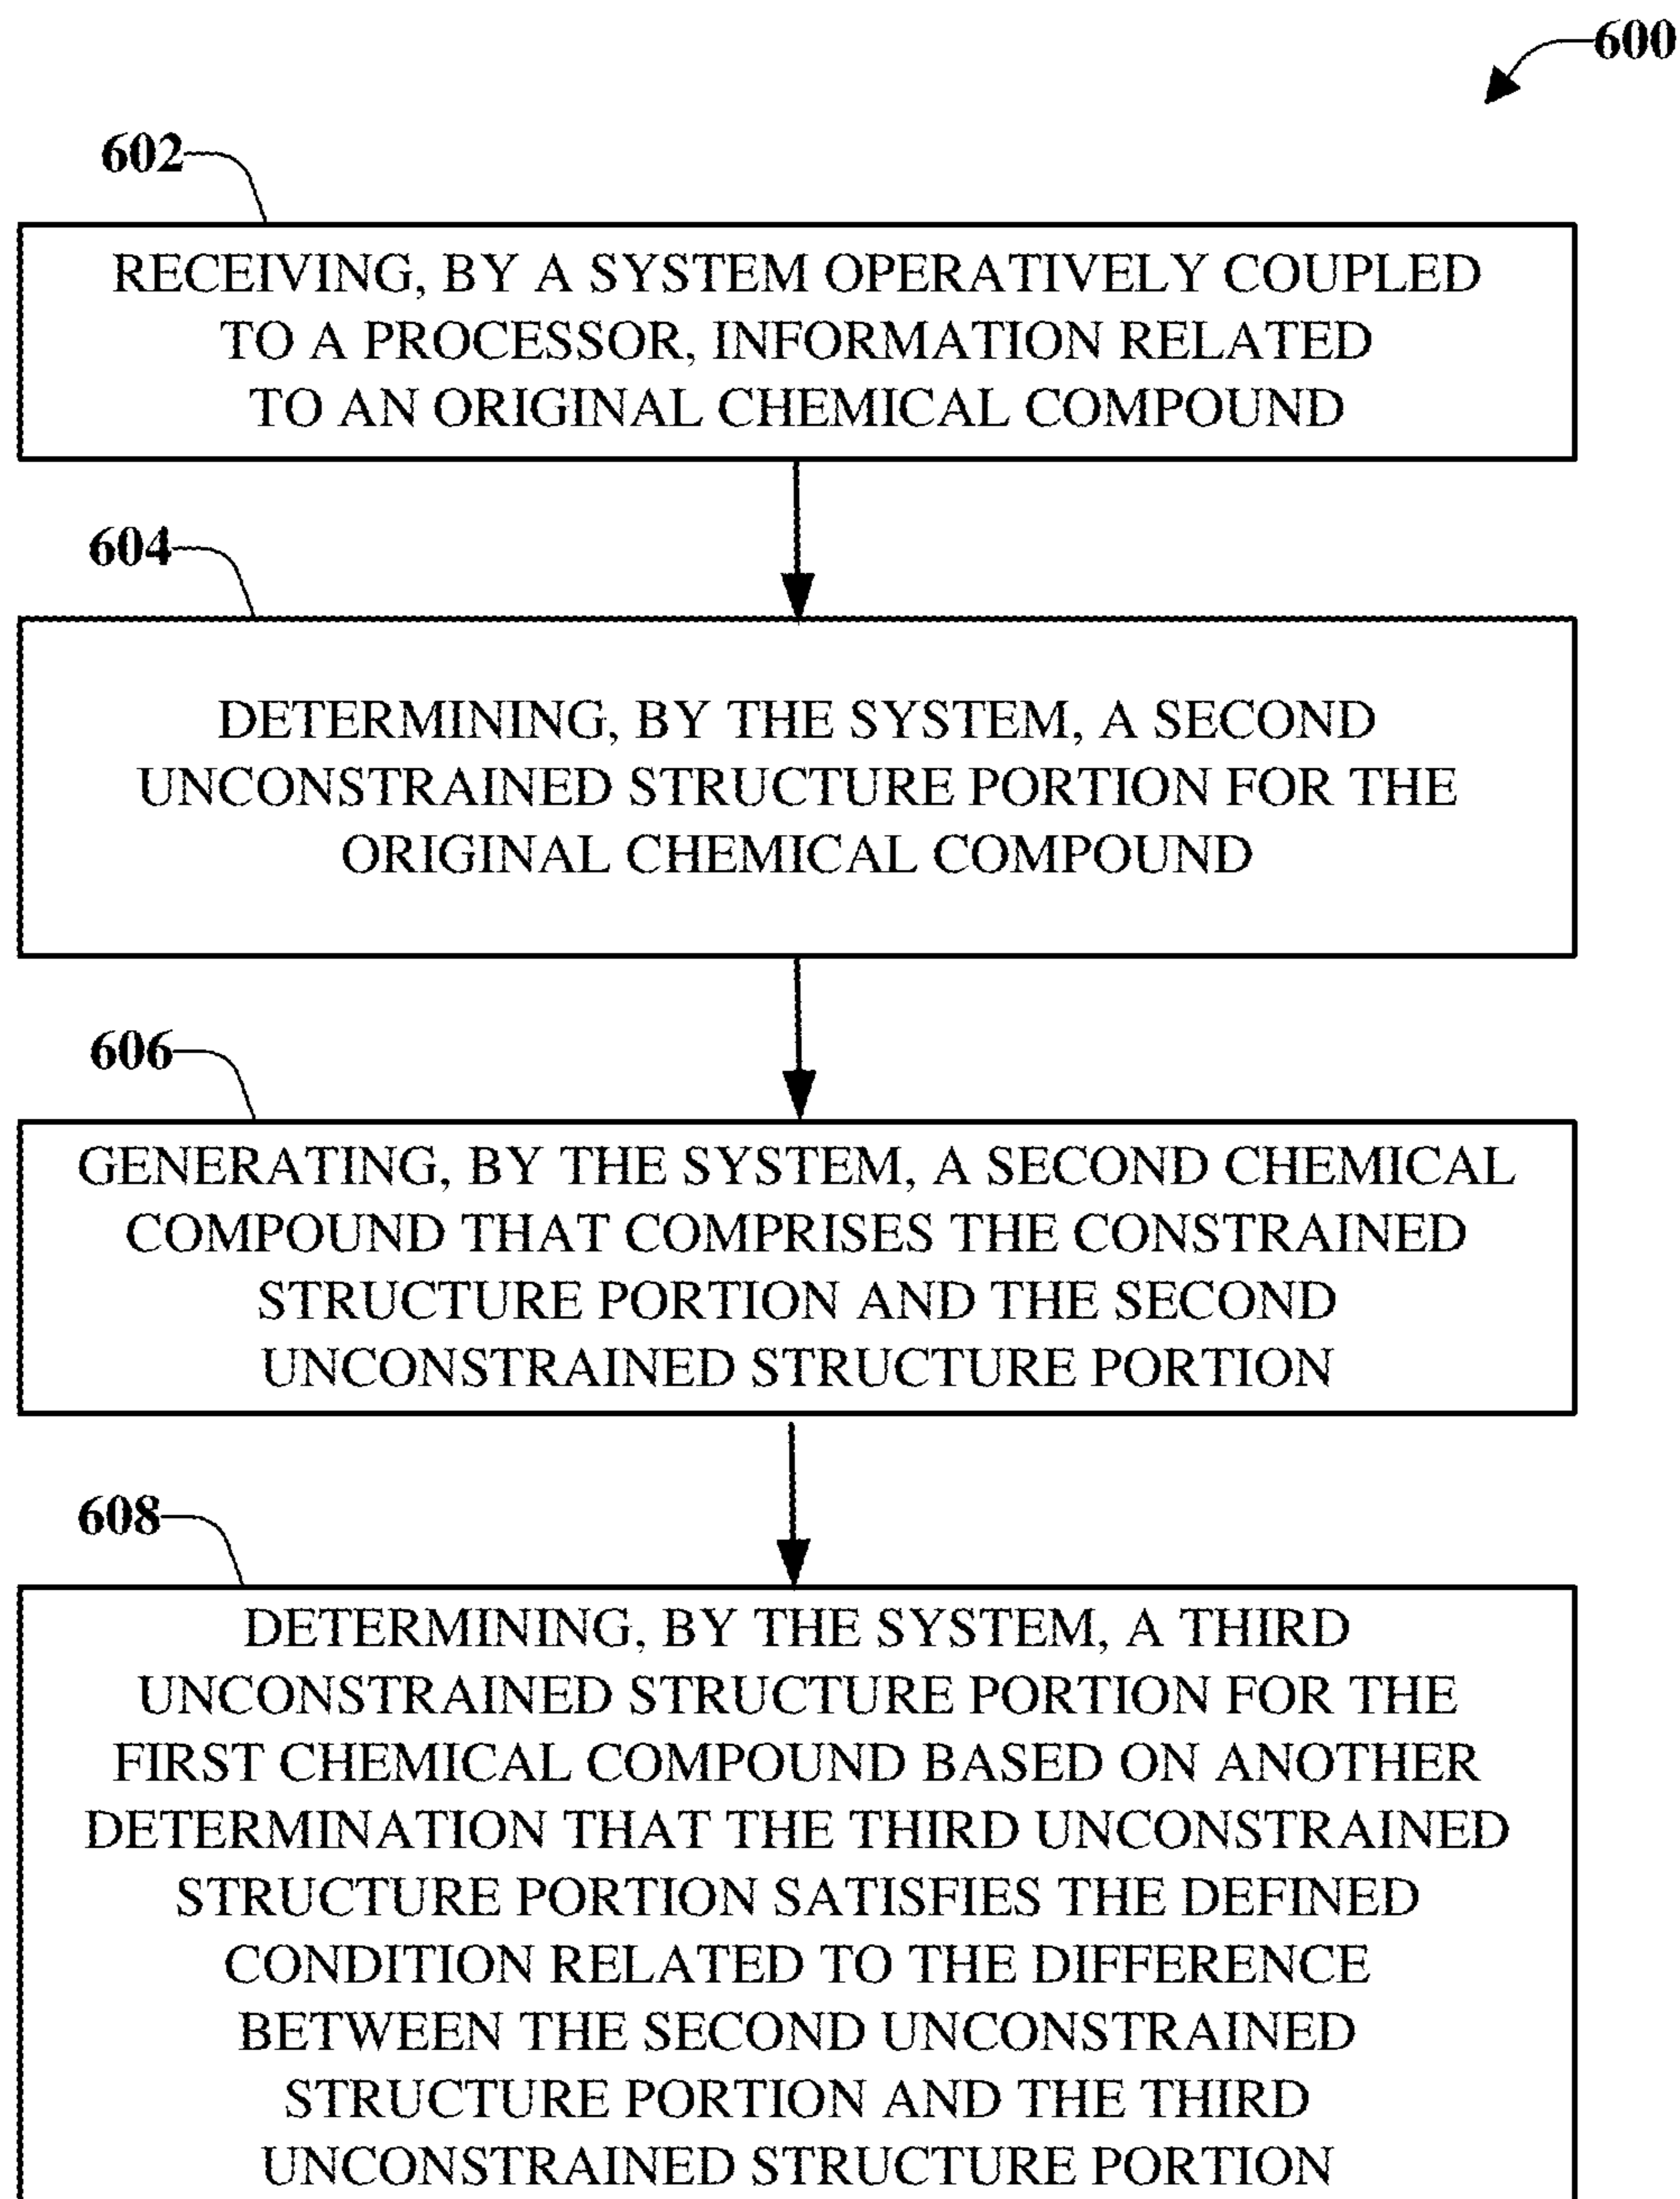 600
602
RECEIVING, BY A SYSTEM OPERATIVELY COUPLED
TO A PROCESSOR, INFORMATION RELATED
TO AN ORIGINAL CHEMICAL COMPOUND
604
DETERMINING, BY THE SYSTEM, A SECOND
UNCONSTRAINED STRUCTURE PORTION FOR THE
ORIGINAL CHEMICAL COMPOUND
606
GENERATING, BY THE SYSTEM, A SECOND CHEMICAL
COMPOUND THAT COMPRISES THE CONSTRAINED
STRUCTURE PORTION AND THE SECOND
UNCONSTRAINED STRUCTURE PORTION
608
DETERMINING, BY THE SYSTEM, A THIRD
UNCONSTRAINED STRUCTURE PORTION FOR THE
FIRST CHEMICAL COMPOUND BASED ON ANOTHER
DETERMINATION THAT THE THIRD UNCONSTRAINED
STRUCTURE PORTION SATISFIES THE DEFINED
CONDITION RELATED TO THE DIFFERENCE
BETWEEN THE SECOND UNCONSTRAINED
STRUCTURE PORTION AND THE THIRD
UNCONSTRAINED STRUCTURE PORTION